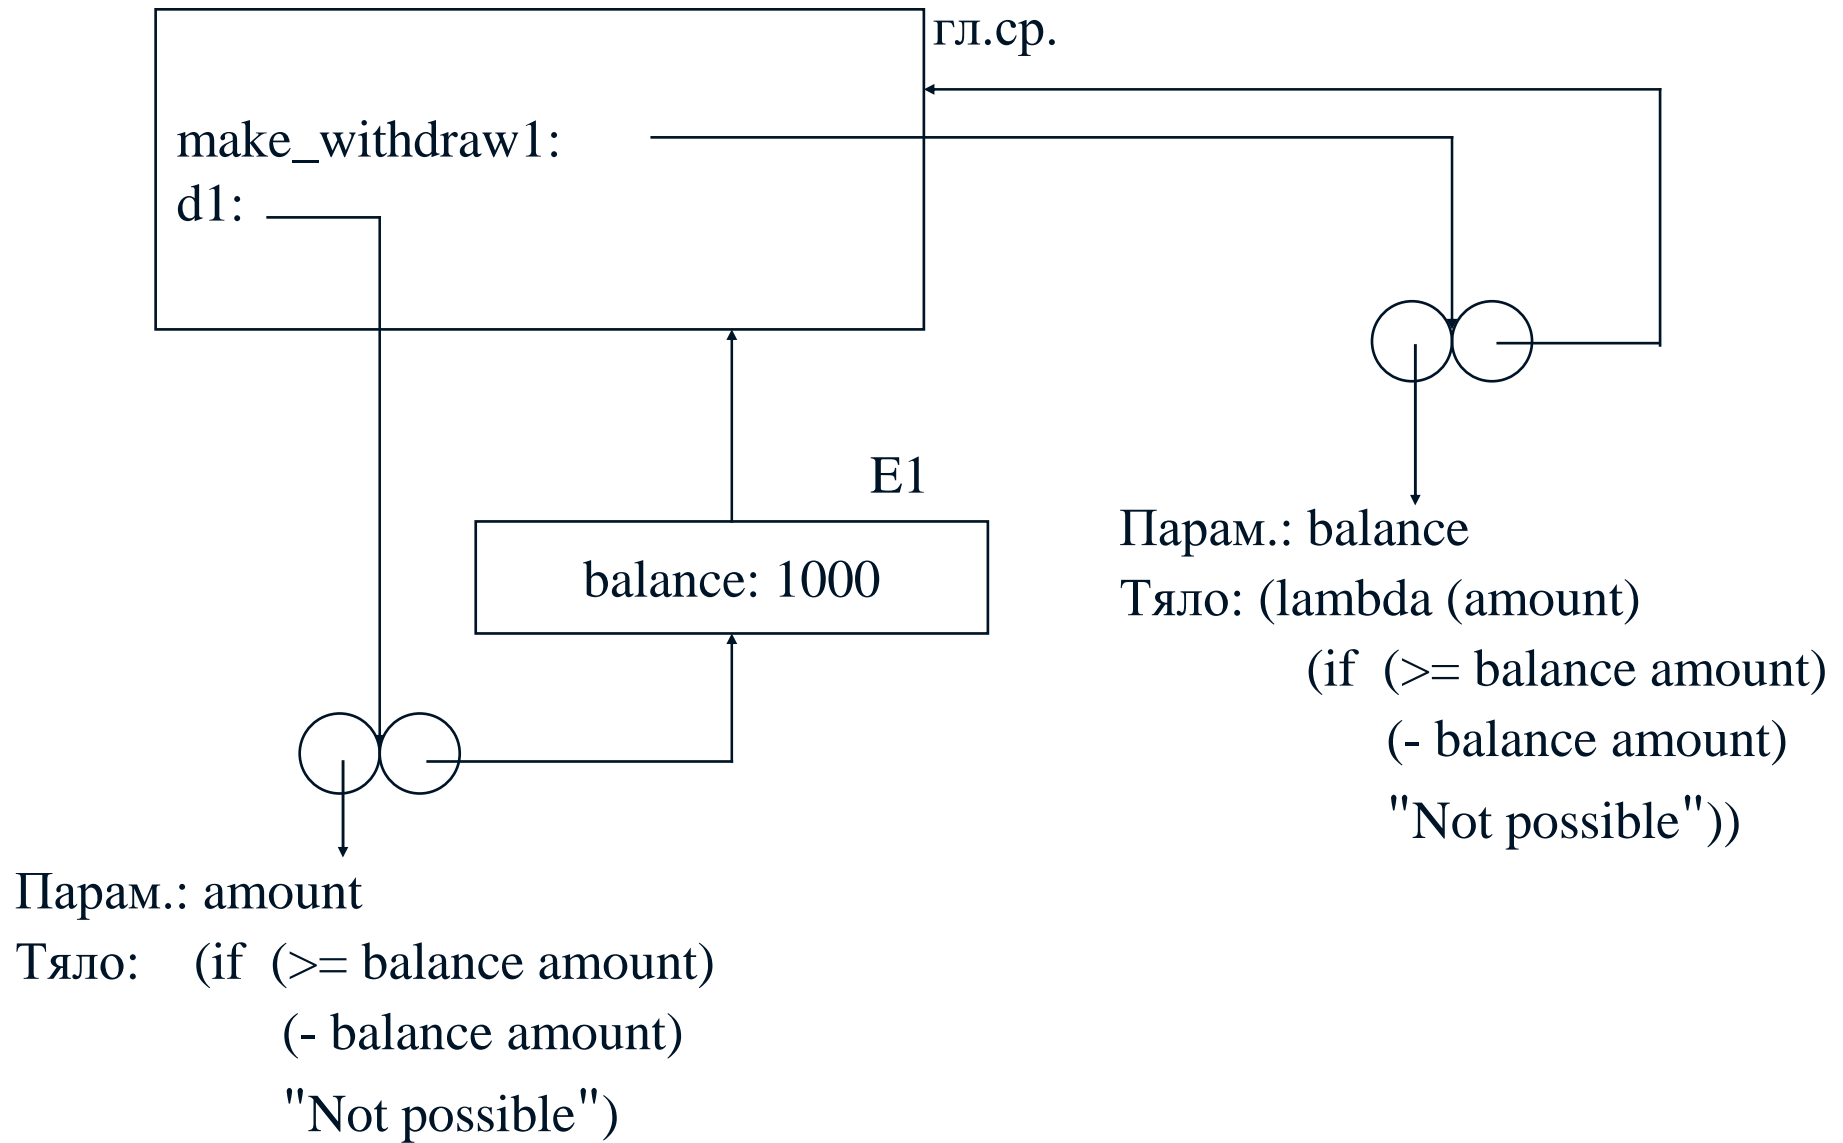 гл.ср.
make_withdraw1:
d1:
E1
balance: 1000
Парам.: balance
Тяло: (lambda (amount)
(if (>= balance amount)
(- balance amount)
"Not possible"))
Парам.: amount
Тяло: (if (>= balance amount)
(- balance amount)
"Not possible")